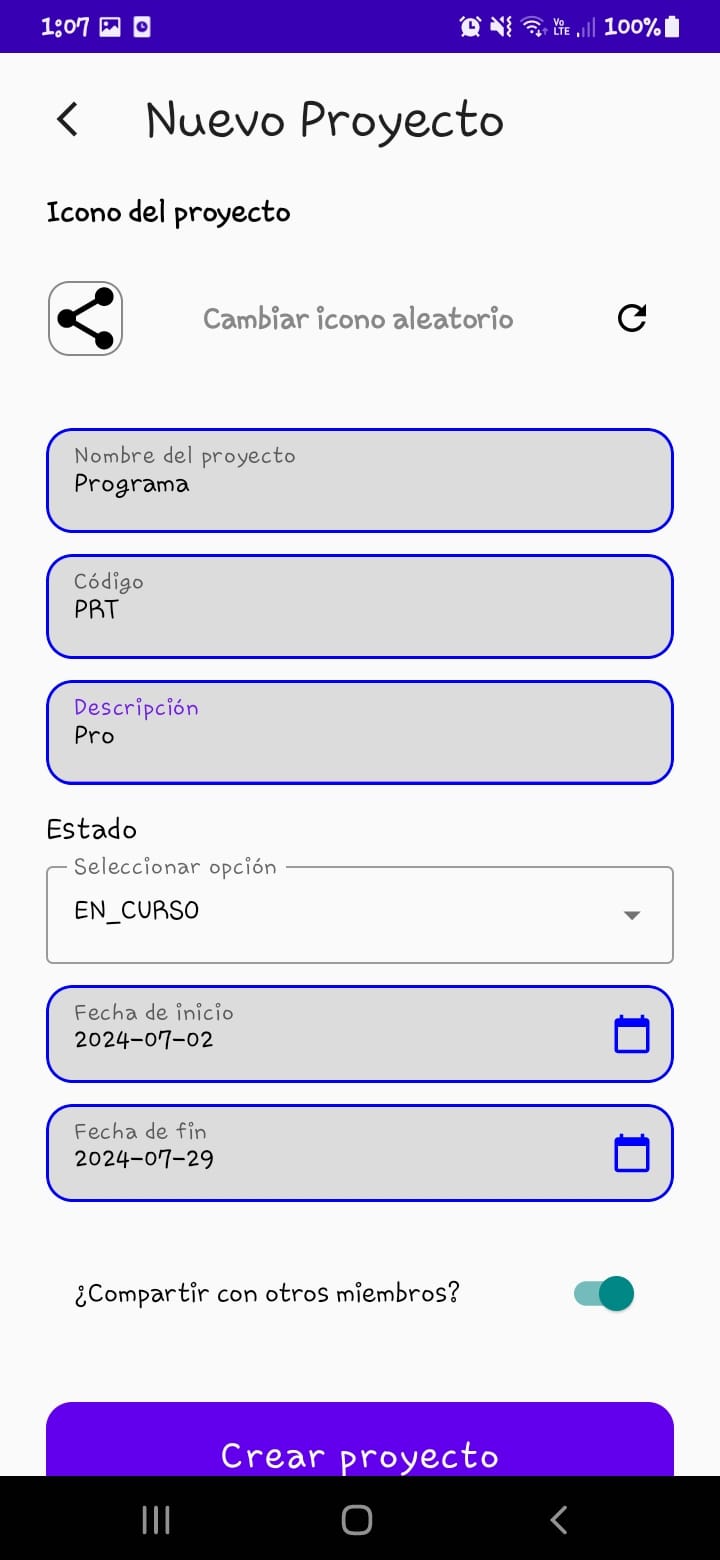 1:07
Vo
LTE
100%
Nuevo Proyecto
Icono del proyecto
Cambiar icono aleatorio
Nombre del proyecto
Programa
Código
PRT
Descripción
Pro
Estado
Seleccionar opción
EN_CURSO
Fecha de inicio
2024-07-02
Fecha de fin
2024-07-29
¿Compartir con otros miembros?
Crear proyecto